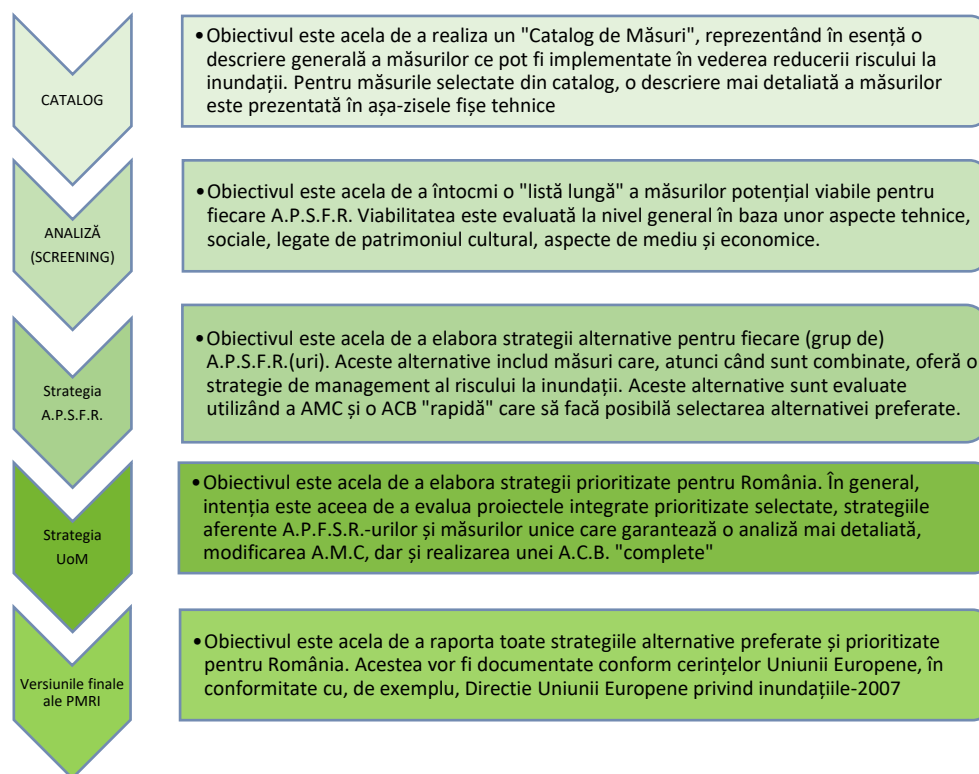 CATALOG
•Obiectivul este acela de a realiza un "Catalog de Măsuri", reprezentând în esență o
descriere generală a măsurilor ce pot fi implementate în vederea reducerii riscului la
inundații. Pentru măsurile selectate din catalog, o descriere mai detaliată a măsurilor
este prezentată în așa-zisele fișe tehnice
ANALIZĂ
(SCREENING)
•Obiectivul este acela de a întocmi o "listă lungă" a măsurilor potențial viabile pentru
fiecare A.P.S.F.R. Viabilitatea este evaluată la nivel general în baza unor aspecte tehnice,
sociale, legate de patrimoniul cultural, aspecte de mediu și economice.
Strategia
A.P.S.F.R.
•Obiectivul este acela de a elabora strategii alternative pentru fiecare (grup de)
A.P.S.F.R.(uri). Aceste alternative includ măsuri care, atunci când sunt combinate, oferă o
strategie de management al riscului la inundații. Aceste alternative sunt evaluate
utilizând a AMC și o ACB "rapidă" care să facă posibilă selectarea alternativei preferate.
Strategia
UoM
•Obiectivul este acela de a elabora strategii prioritizate pentru România. În general,
intenția este aceea de a evalua proiectele integrate prioritizate selectate, strategiile
aferente A.P.F.S.R.-urilor și măsurilor unice care garantează o analiză mai detaliată,
modificarea A.M.C, dar și realizarea unei A.C.B. "complete"
Versiunile finale
ale PMRI
•Obiectivul este acela de a raporta toate strategiile alternative preferate și prioritizate
pentru România. Acestea vor fi documentate conform cerințelor Uniunii Europene, în
conformitate cu, de exemplu, Directie Uniunii Europene privind inundațiile-2007